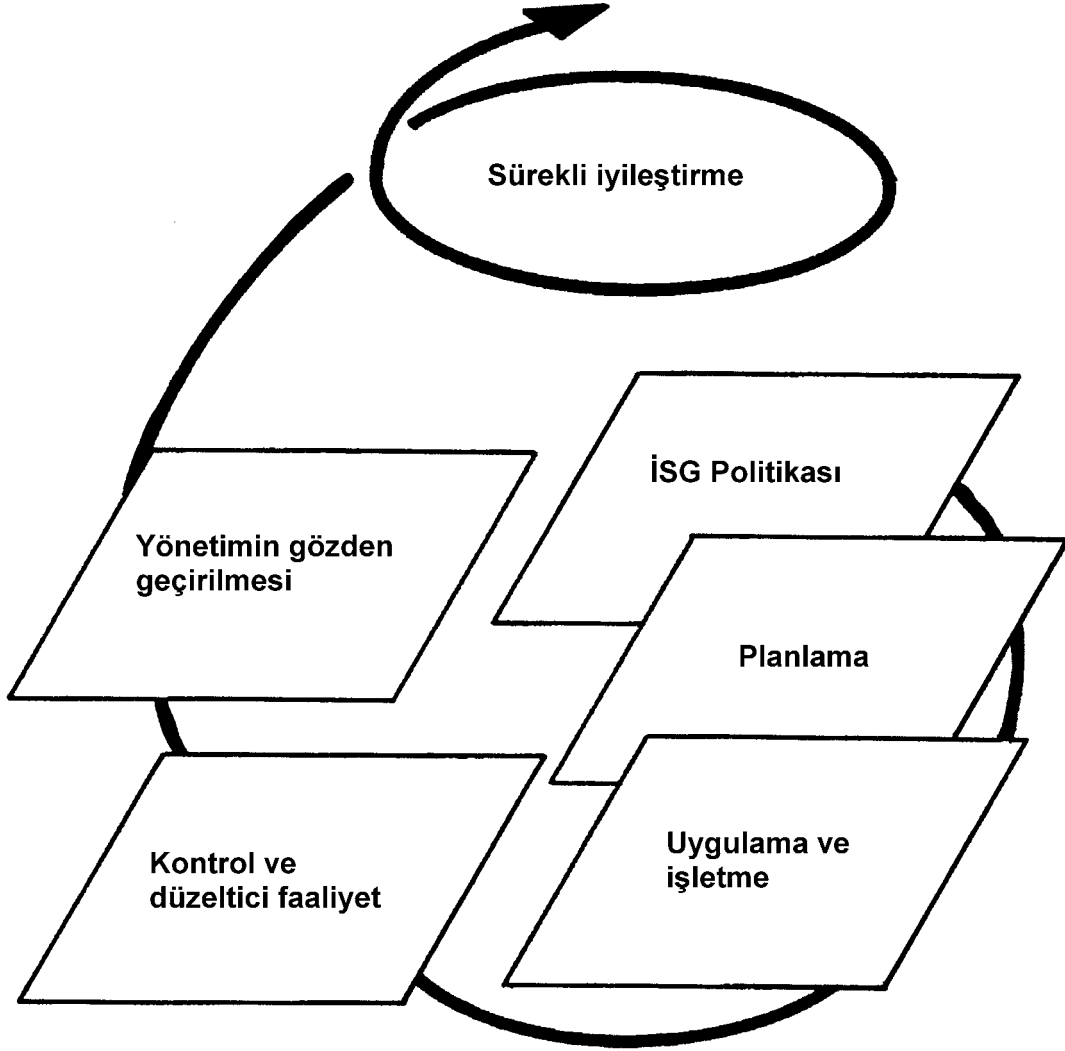 Sürekli iyileştirme
İSG Politikası
Yönetimin gözden
geçirilmesi
Planlama
Uygulama ve
işletme
Kontrol ve
düzeltici faaliyet